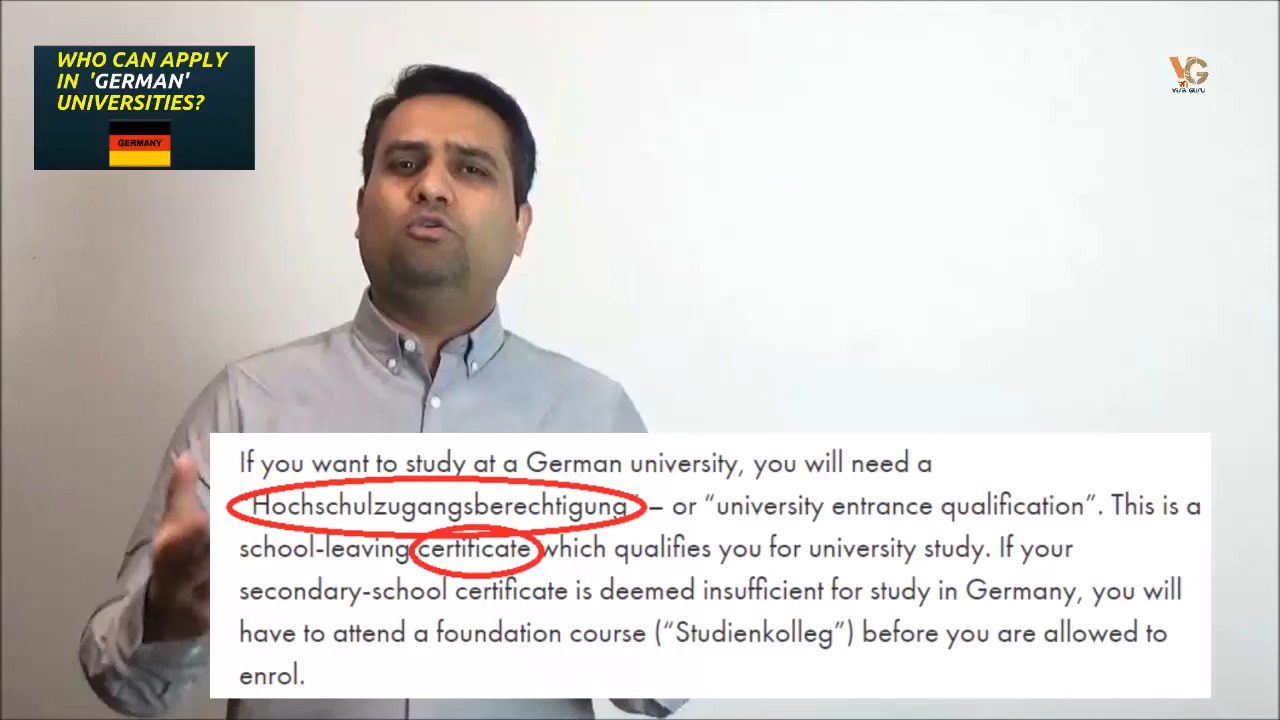 WHO CAN APPLY
IN 'GERMAN'
UNIVERSITIES?
GERMANY
VG
VISA GURU
If you want to study at a German university, you will need a
Hochschulzugangsberechtigung" – or “university entrance qualification”. This is a
school-leaving certificate which qualifies you for university study. If your
secondary-school certificate is deemed insufficient for study in Germany, you will
have to attend a foundation course (“Studienkolleg”) before you are allowed to
enrol.